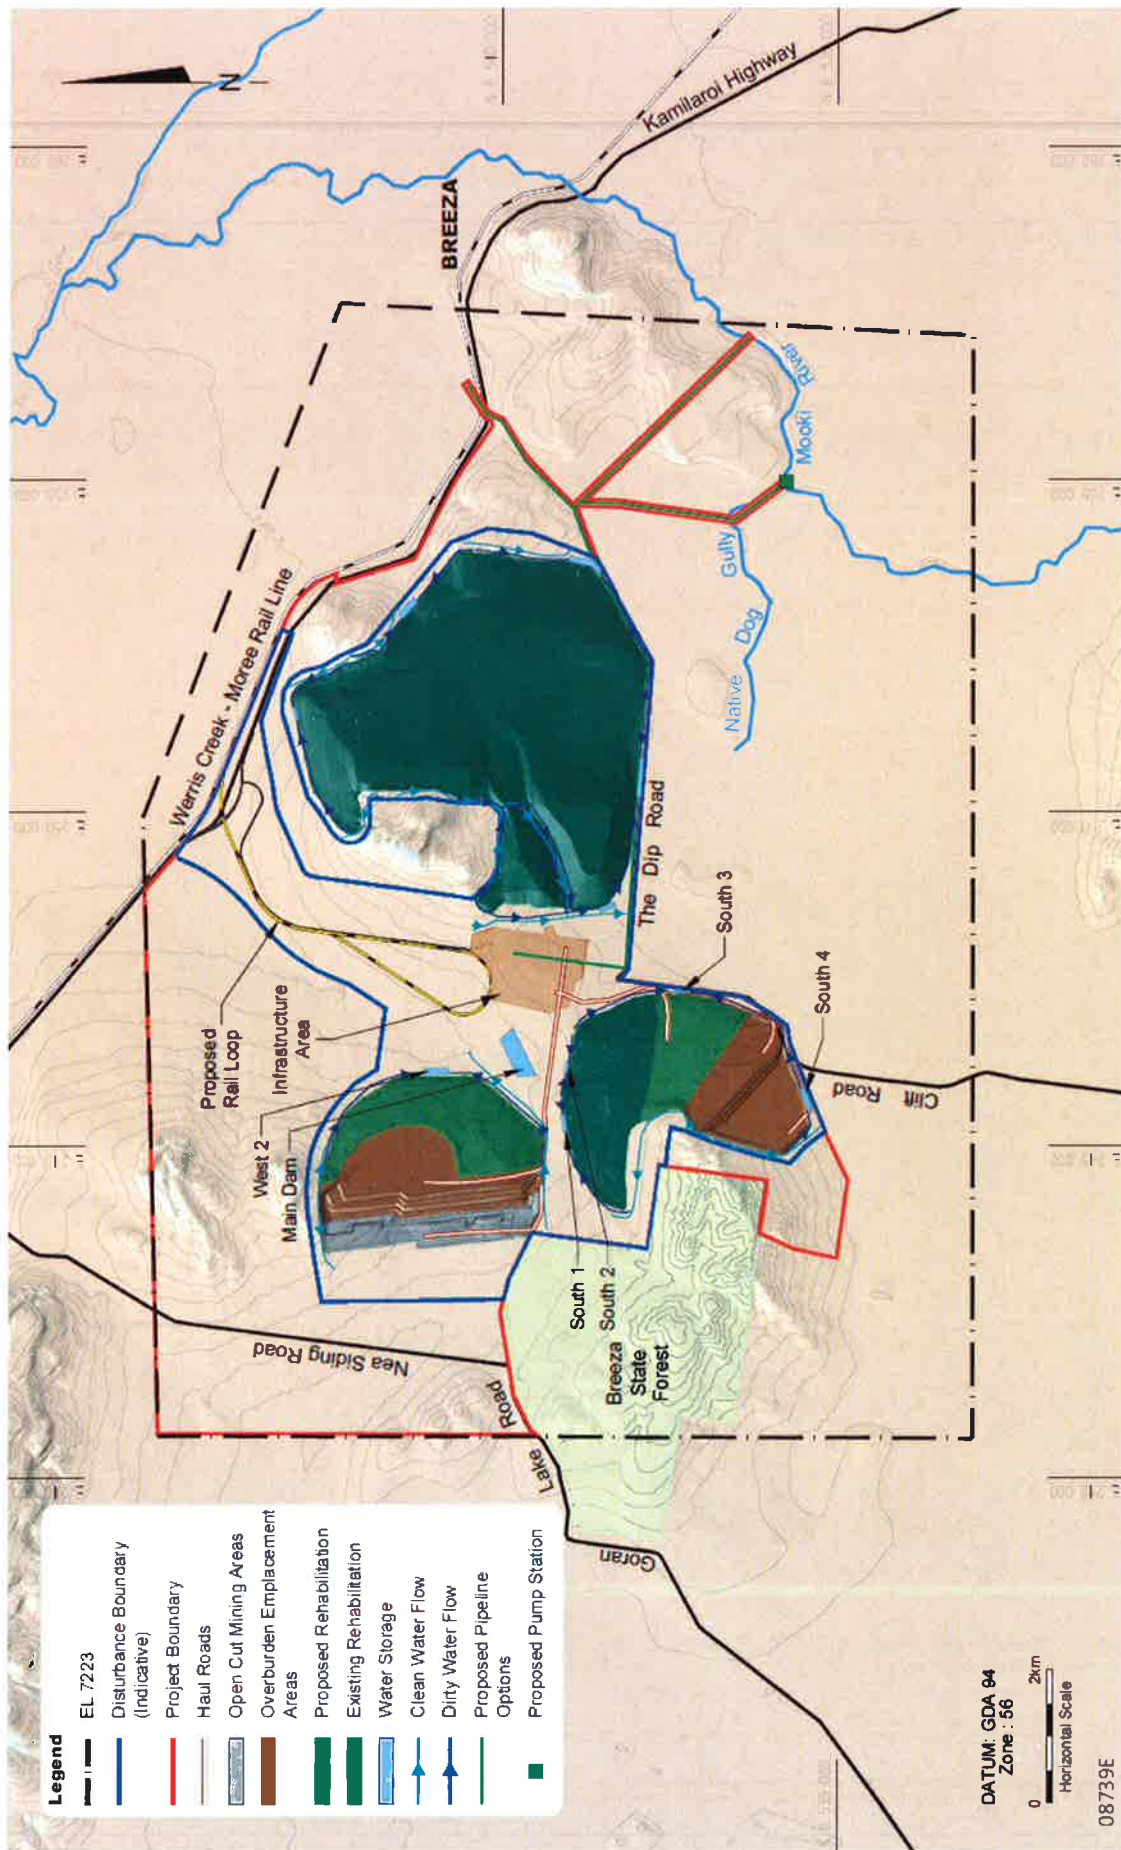 Legend
EL 7223
Disturbance Boundary
(Indicative)
Project Boundary
Haul Roads
Open Cut Mining Areas
Overburden Emplacement
Areas
Proposed Rehabilitation
Existing Rehabilitation
Water Storage
Clean Water Flow
Dirty Water Flow
Proposed Pipeline
Options
Proposed Pump Station
N
Kamilaroi Highway
BREEZA
Werris Creek - Moree Rail Line
Proposed
Rail Loop
Infrastructure
Area
West 2
Main Dam
Nea Siding Road
Goran
Lake
Road
South 1
South 2
Breeza
State
Forest
The Dip Road
South 3
South 4
Clift
Road
Native
Dog
Gully
Mooki
River
DATUM: GDA 94
Zone : 56
0
2km
Horizontal Scale
08739E